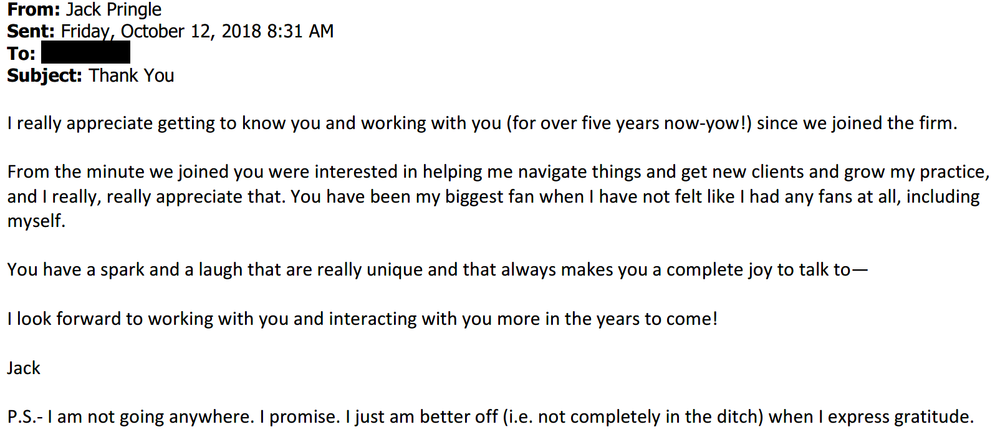 From: Jack Pringle
Sent: Friday, October 12, 2018 8:31 AM
To:
Subject: Thank You
I really appreciate getting to know you and working with you (for over five years now-yow!) since we joined the firm.
From the minute we joined you were interested in helping me navigate things and get new clients and grow my practice,
and I really, really appreciate that. You have been my biggest fan when I have not felt like I had any fans at all, including
myself.
You have a spark and a laugh that are really unique and that always makes you a complete joy to talk to—
I look forward to working with you and interacting with you more in the years to come!
Jack
P.S.- I am not going anywhere. I promise. I just am better off (i.e. not completely in the ditch) when I express gratitude.